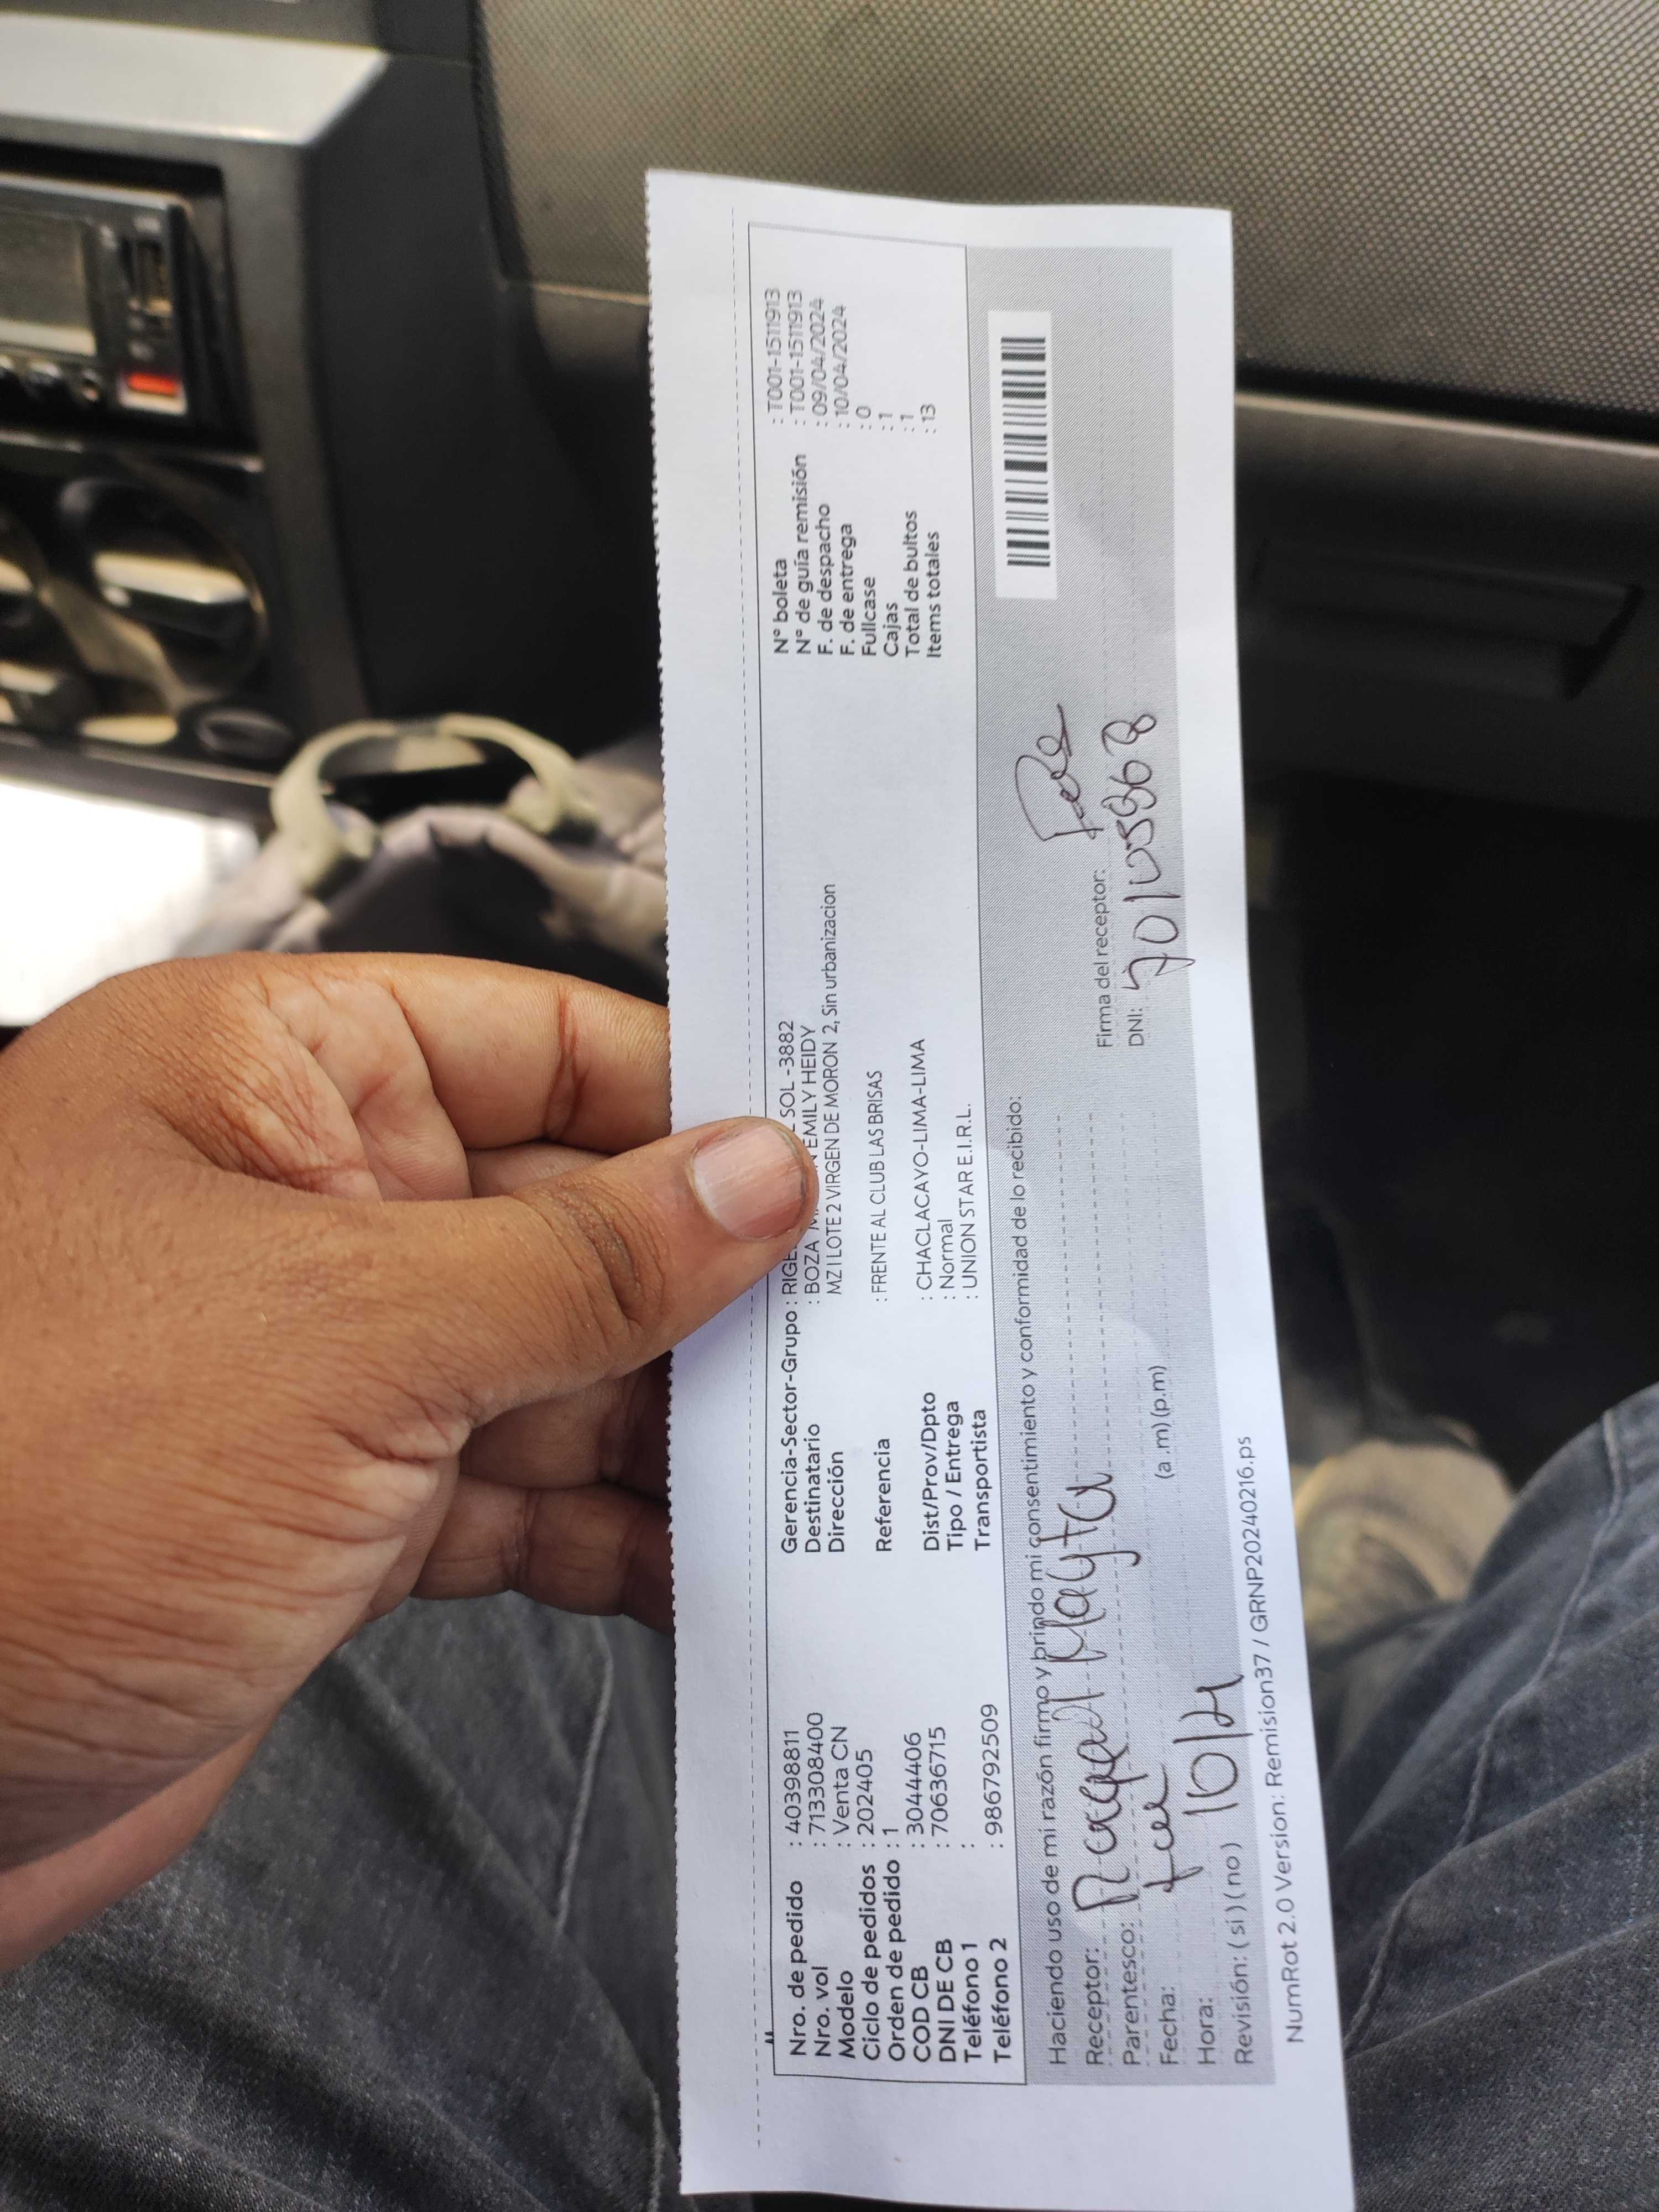 Nro. de pedido : 40398811
Nro. vol : 713308400
Modelo : Venta CN
Ciclo de pedidos : 202405
Orden de pedido : 1
COD CB : 3044406
DNI DE CB : 70636715
Teléfono 1 :
Teléfono 2 : 986792509
Gerencia-Sector-Grupo : SOL - 3882
Destinatario : BOZA EMILY HEIDY
Dirección MZ I LOTE 2 VIRGEN DE MORON 2, Sin urbanizacion
Referencia : FRENTE AL CLUB LAS BRISAS
Dist/Prov/Dpto : CHACLACAYO-LIMA-LIMA
Tipo / Entrega : Normal
Transportista : UNION STAR E.I.R.L.
N° boleta : T001-1511913
N° de guía remisión : T001-1511913
F. de despacho : 09/04/2024
F. de entrega : 10/04/2024
Fullcase : 0
Cajas : 1
Total de bultos : 1
Items totales : 13
Haciendo uso de mi razón firmo y brindo mi consentimiento y conformidad de lo recibido:
Receptor: Mayta
Parentesco:
Fecha: (a .m) (p.m)
Hora: 10/4
Revisión: ( si ) ( no )
Firma del receptor:
DNI:
NumRot 2.0 Version: Remision37 / GRNP20240216.ps